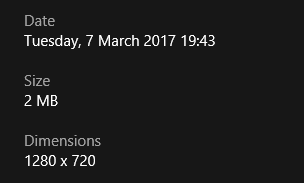 Date
Tuesday, 7 March 2017 19:43
Size
2 MB
Dimensions
1280 x 720